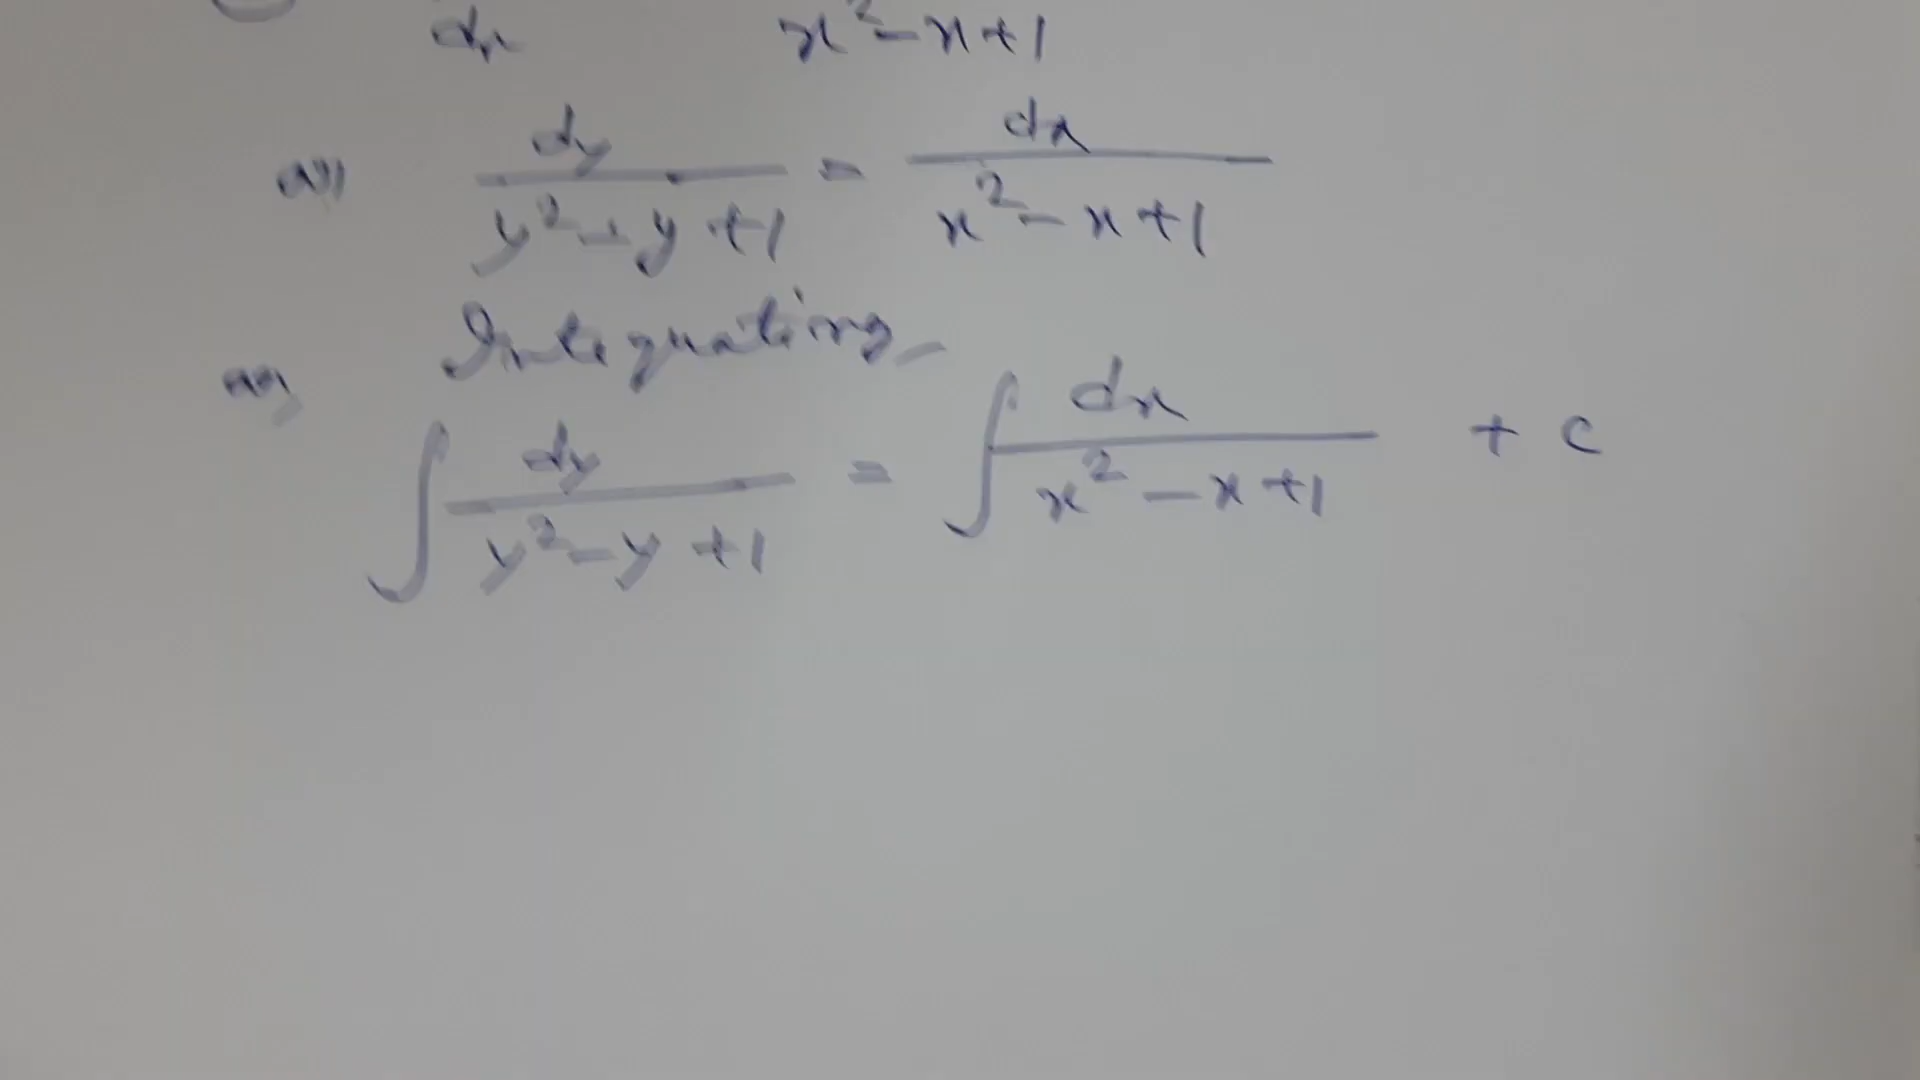 dx x²-x+1
dy/(y²-y+1) = dx/(x²-x+1)
Integrating
∫ dy/(y²-y+1) = ∫ dx/(x²-x+1) + c